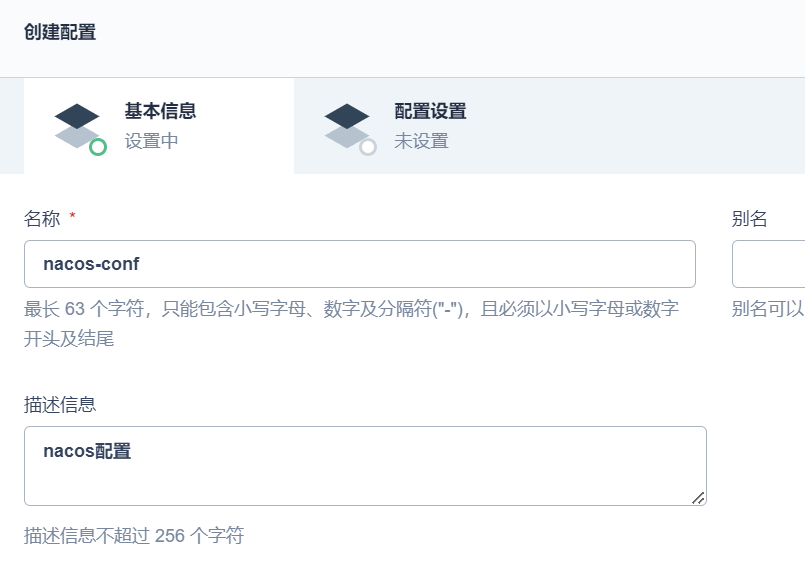 创建配置
基本信息
设置中
配置设置
未设置
名称 *
别名
nacos-conf
最长 63 个字符，只能包含小写字母、数字及分隔符("-")，且必须以小写字母或数字
开头及结尾
别名可以
描述信息
nacos配置
描述信息不超过 256 个字符